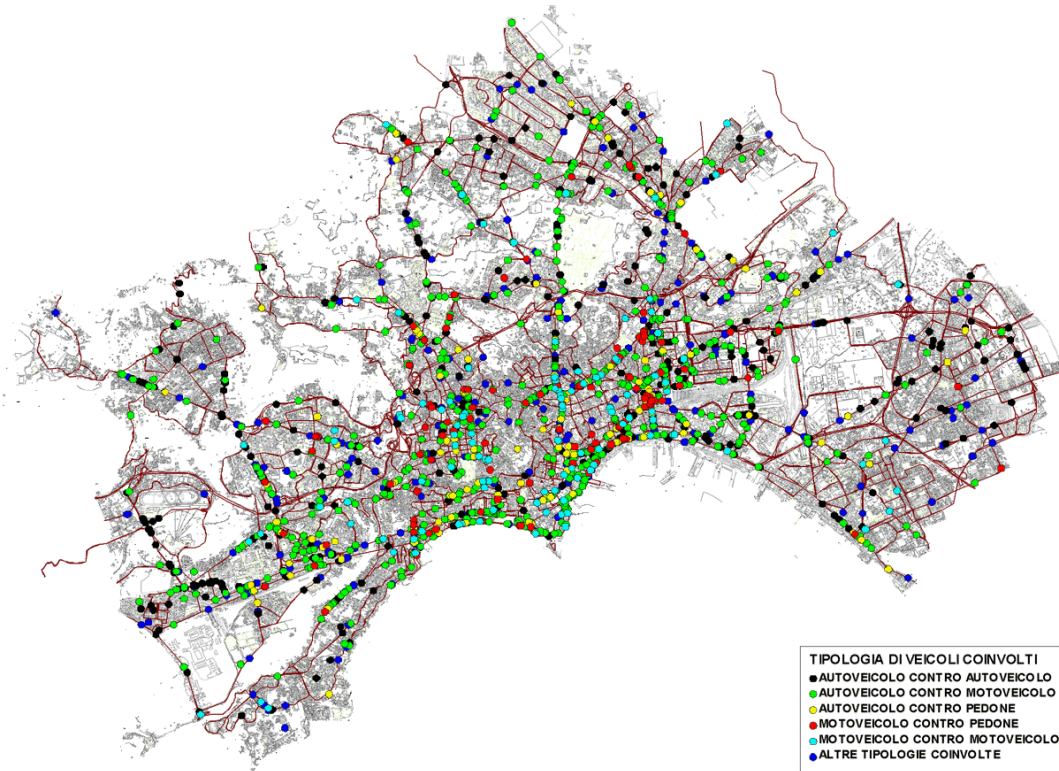 TIPOLOGIA DI VEICOLI COINVOLTI
AUTOVEICOLO CONTRO AUTOVEICOLO
AUTOVEICOLO CONTRO MOTOVEICOLO
AUTOVEICOLO CONTRO PEDONE
MOTOVEICOLO CONTRO PEDONE
MOTOVEICOLO CONTRO MOTOVEICOLO
ALTRE TIPOLOGIE COINVOLTE